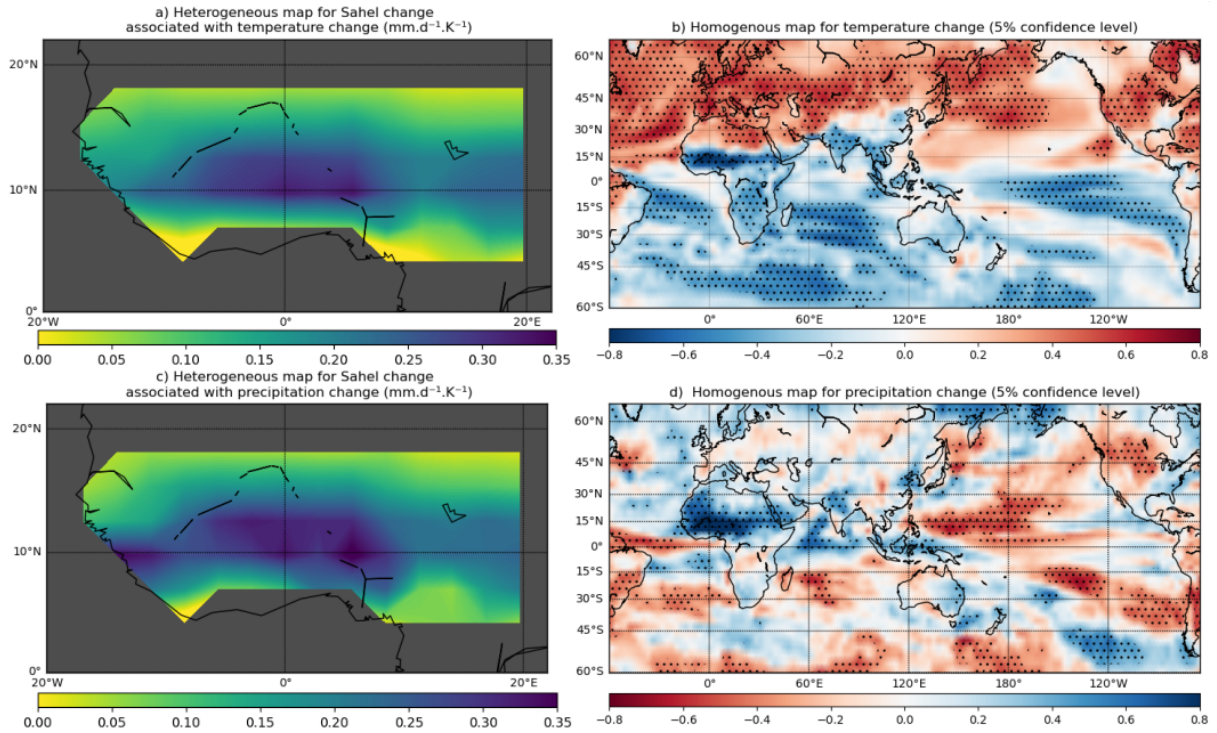 a) Heterogeneous map for Sahel change
associated with temperature change (mm.d⁻¹.K⁻¹)
20°N
10°N
0°
20°W 0° 20°E
0.00 0.05 0.10 0.15 0.20 0.25 0.30 0.35
b) Homogenous map for temperature change (5% confidence level)
60°N
45°N
30°N
15°N
0°
15°S
30°S
45°S
60°S
0° 60°E 120°E 180° 120°W
−0.8 −0.6 −0.4 −0.2 0.0 0.2 0.4 0.6 0.8
c) Heterogeneous map for Sahel change
associated with precipitation change (mm.d⁻¹.K⁻¹)
20°N
10°N
0°
20°W 0° 20°E
0.00 0.05 0.10 0.15 0.20 0.25 0.30 0.35
d) Homogenous map for precipitation change (5% confidence level)
60°N
45°N
30°N
15°N
0°
15°S
30°S
45°S
60°S
0° 60°E 120°E 180° 120°W
−0.8 −0.6 −0.4 −0.2 0.0 0.2 0.4 0.6 0.8